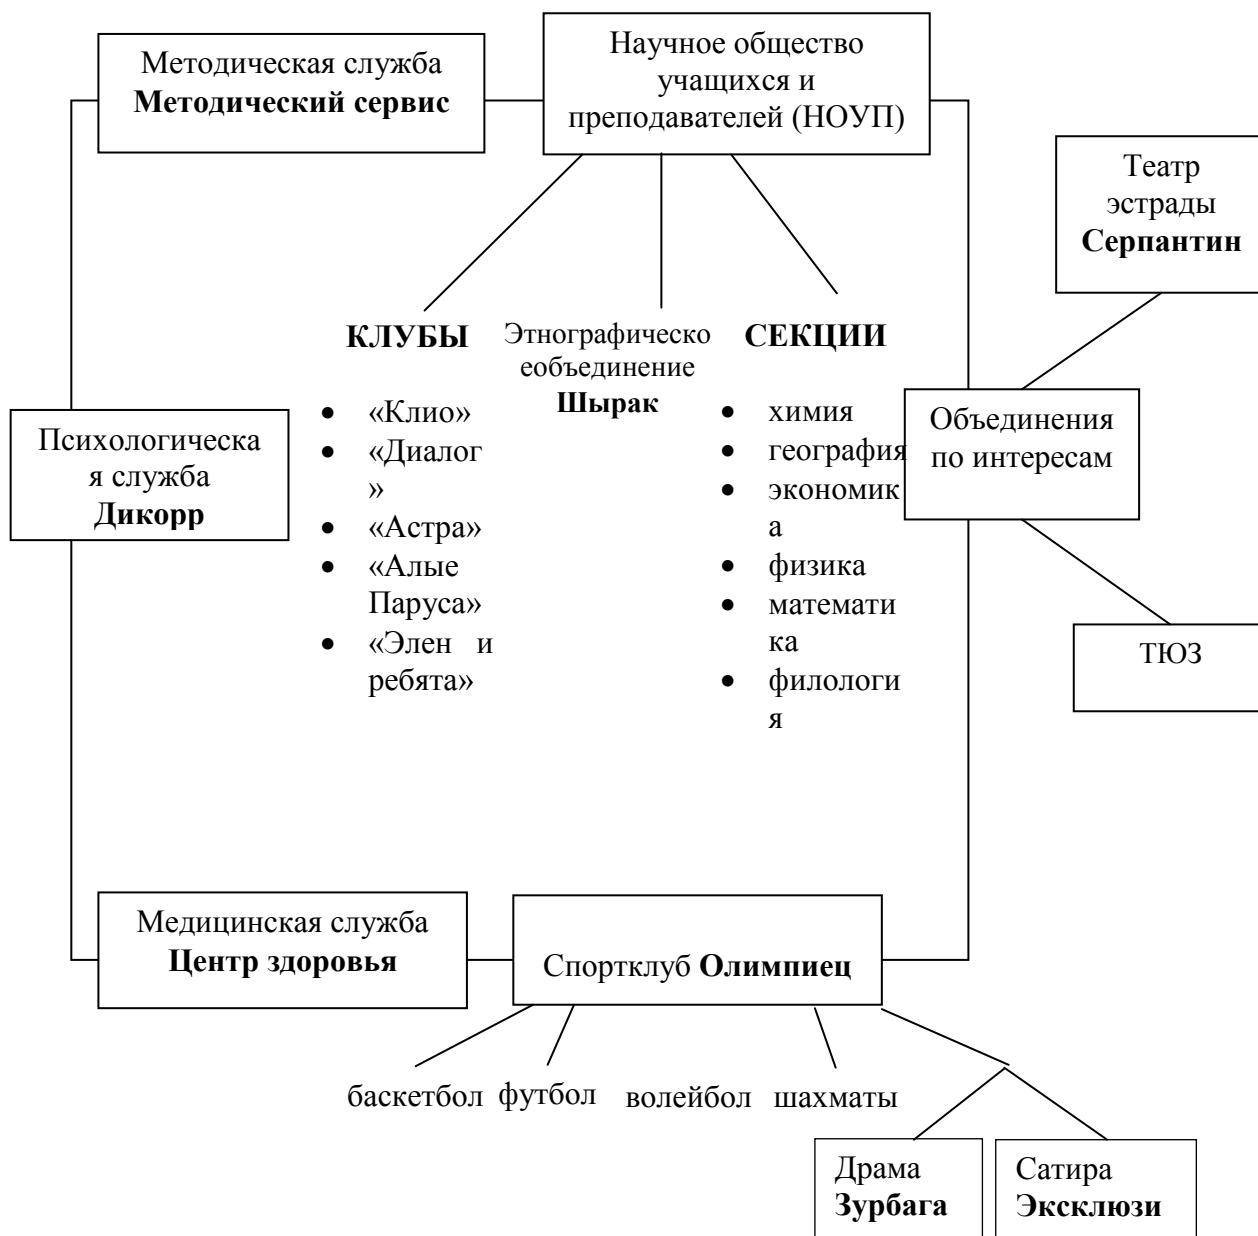 Методическая служба
Методический сервис
Научное общество
учащихся и
преподавателей (НОУП)
Театр
эстрады
Серпантин
КЛУБЫ
«Клио»
«Диалог
»
«Астра»
«Алые
Паруса»
«Элен и
ребята»
Этнографическо
еобъединение
Шырак
СЕКЦИИ
химия
география
экономик
а
физика
математи
ка
филологи
я
Психологическа
я служба
Дикорр
Объединения
по интересам
ТЮЗ
Медицинская служба
Центр здоровья
Спортклуб Олимпиец
баскетбол
футбол
волейбол
шахматы
Драма
Зурбага
Сатира
Эксклюзи